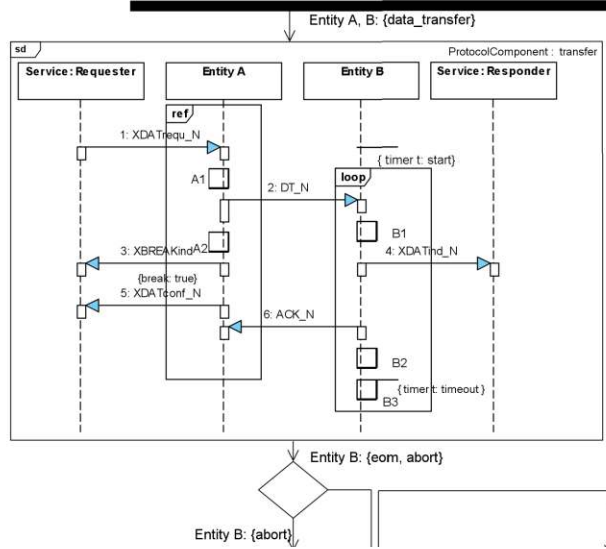 Entity A, B: {data_transfer}
sd
ProtocolComponent : transfer
Service: Requester
Entity A
Entity B
Service: Responder
ref
1: XDATrequ_N
{ timer t: start}
loop
A1
2: DT_N
B1
A2
3: XBREAKind
4: XDATind_N
{break: true}
5: XDATconf_N
6: ACK_N
B2
{ timer t: timeout }
B3
Entity B: {eom, abort}
Entity B: {abort}